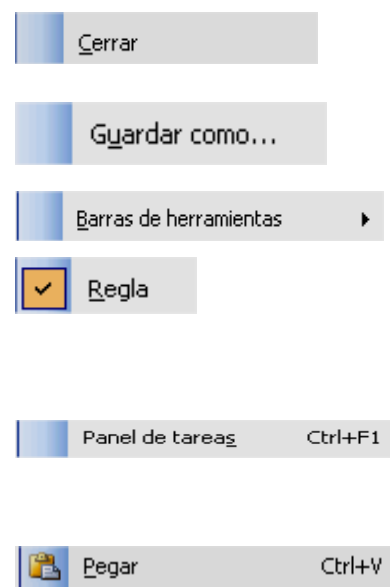 Cerrar
Guardar como...
Barras de herramientas
Regla
Panel de tareas Ctrl+F1
Pegar Ctrl+V